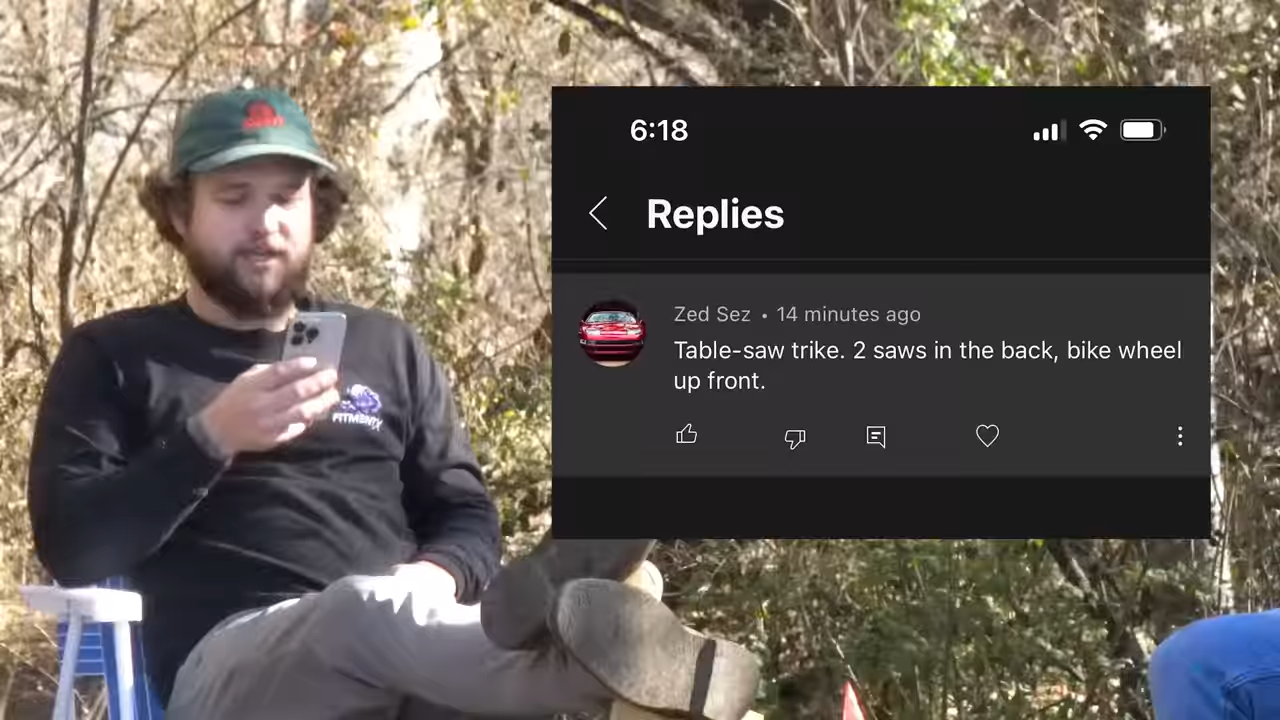 6:18
Replies
Zed Sez • 14 minutes ago
Table-saw trike. 2 saws in the back, bike wheel
up front.
FITMENT